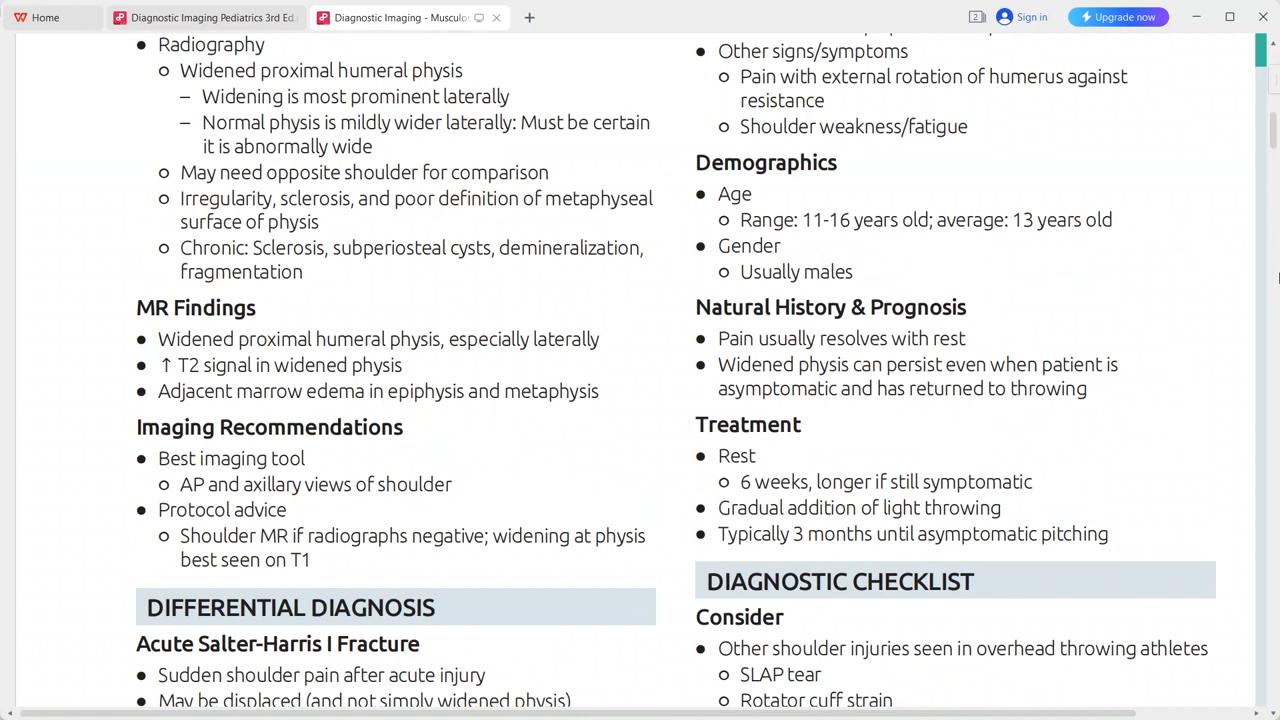 Home
Diagnostic Imaging Pediatrics 3rd Ed.
Diagnostic Imaging - Musculos
2
Sign in
Upgrade now
• Radiography
○ Widened proximal humeral physis
– Widening is most prominent laterally
– Normal physis is mildly wider laterally: Must be certain
it is abnormally wide
○ May need opposite shoulder for comparison
○ Irregularity, sclerosis, and poor definition of metaphyseal
surface of physis
○ Chronic: Sclerosis, subperiosteal cysts, demineralization,
fragmentation
MR Findings
• Widened proximal humeral physis, especially laterally
• ↑ T2 signal in widened physis
• Adjacent marrow edema in epiphysis and metaphysis
Imaging Recommendations
• Best imaging tool
○ AP and axillary views of shoulder
• Protocol advice
○ Shoulder MR if radiographs negative; widening at physis
best seen on T1
DIFFERENTIAL DIAGNOSIS
Acute Salter-Harris I Fracture
• Sudden shoulder pain after acute injury
• May be displaced (and not simply widened physis)
• Other signs/symptoms
○ Pain with external rotation of humerus against
resistance
○ Shoulder weakness/fatigue
Demographics
• Age
○ Range: 11-16 years old; average: 13 years old
• Gender
○ Usually males
Natural History & Prognosis
• Pain usually resolves with rest
• Widened physis can persist even when patient is
asymptomatic and has returned to throwing
Treatment
• Rest
○ 6 weeks, longer if still symptomatic
• Gradual addition of light throwing
• Typically 3 months until asymptomatic pitching
DIAGNOSTIC CHECKLIST
Consider
• Other shoulder injuries seen in overhead throwing athletes
○ SLAP tear
○ Rotator cuff strain